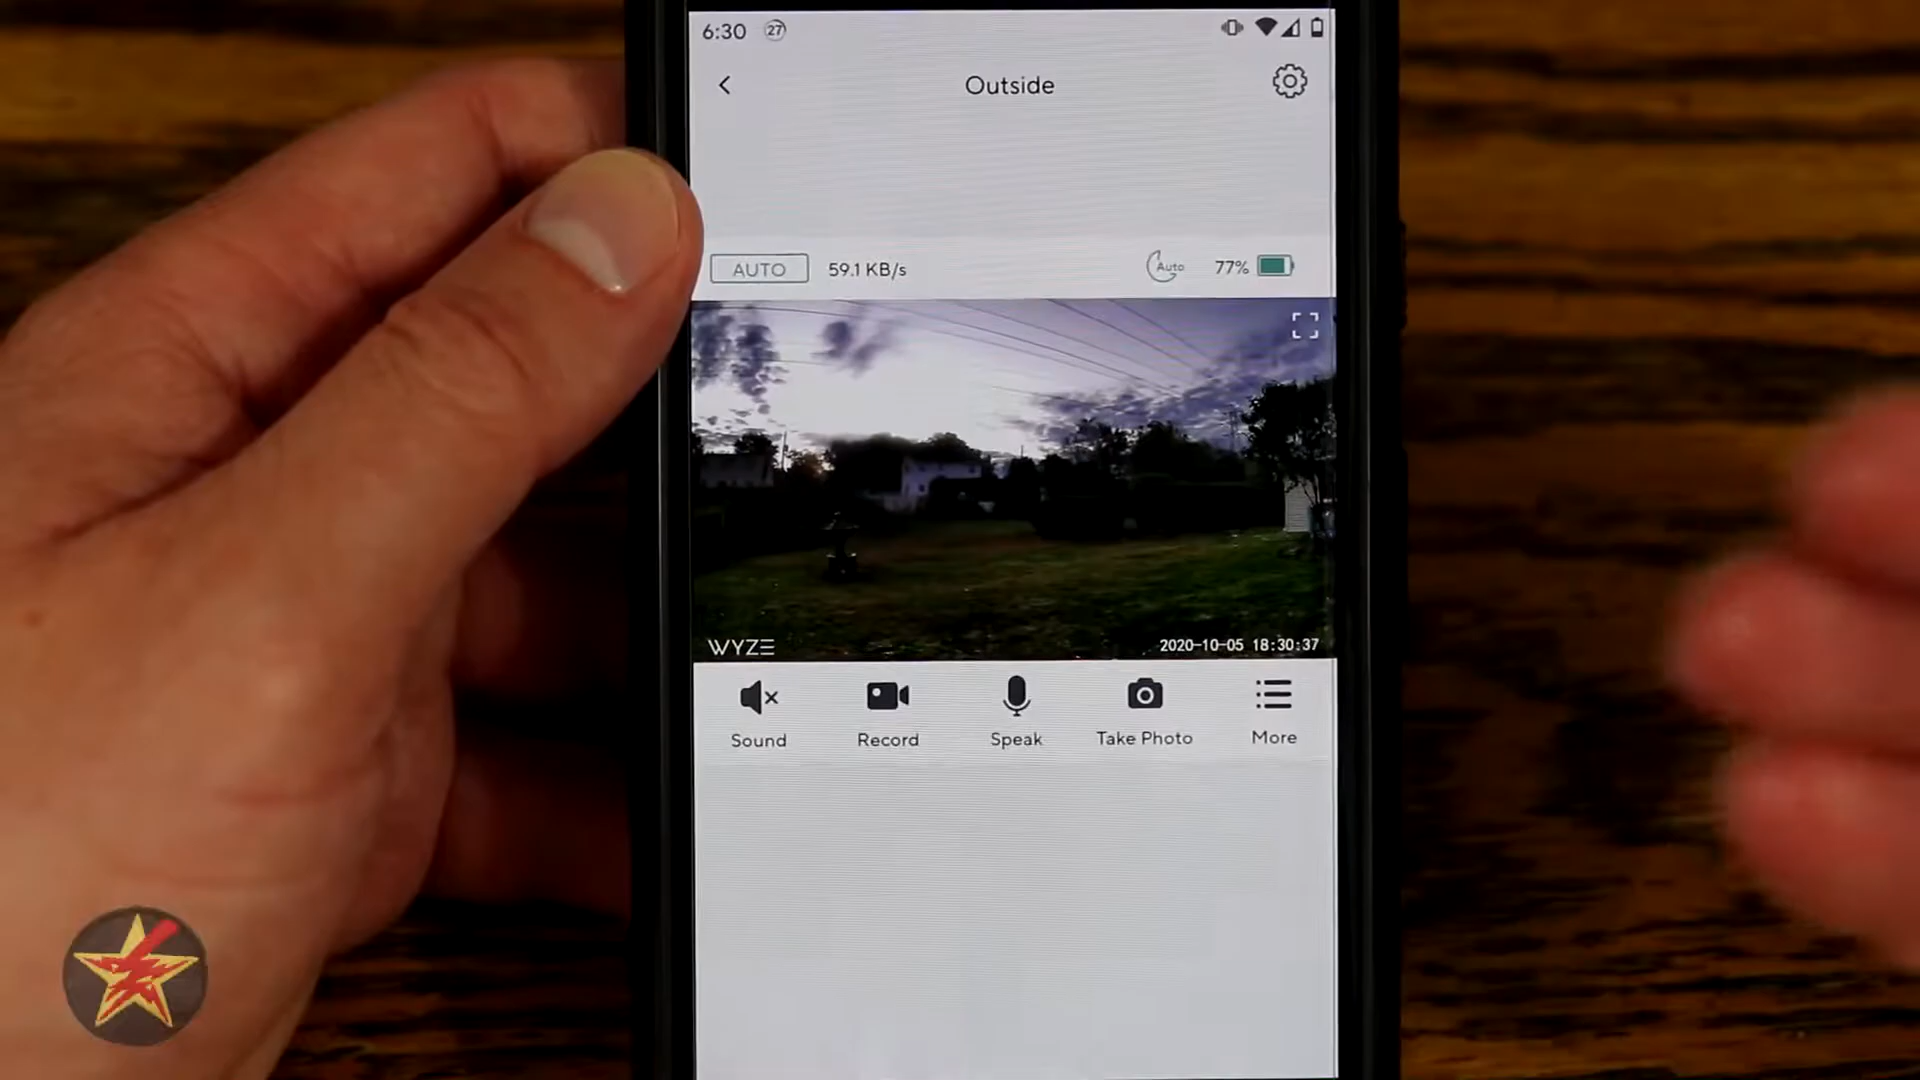 6:30 27
Outside
AUTO 59.1 KB/s Auto 77%
WYZE 2020-10-05 18:30:37
Sound Record Speak Take Photo More